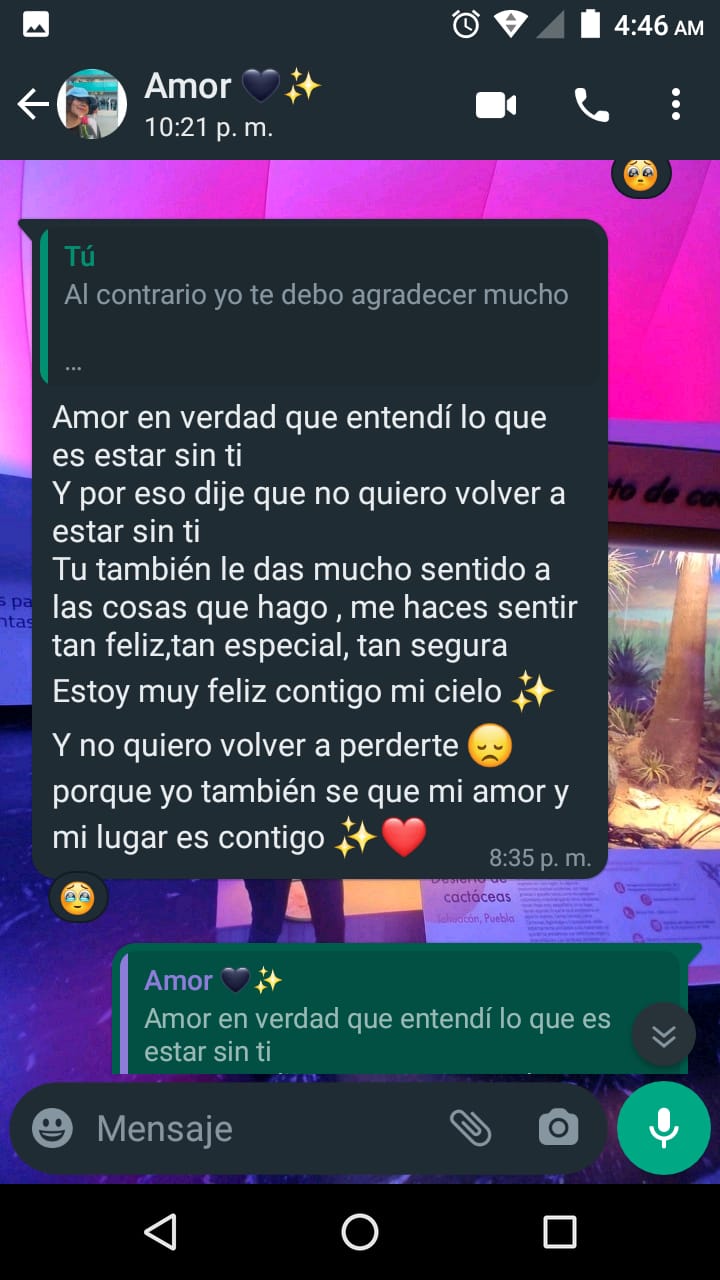 4:46 AM
Amor 🖤✨
10:21 p. m.
🥺
Tú
Al contrario yo te debo agradecer mucho
...
Amor en verdad que entendí lo que
es estar sin ti
Y por eso dije que no quiero volver a
estar sin ti
Tu también le das mucho sentido a
las cosas que hago , me haces sentir
tan feliz,tan especial, tan segura
Estoy muy feliz contigo mi cielo ✨
Y no quiero volver a perderte 😞
porque yo también se que mi amor y
mi lugar es contigo ✨❤️
8:35 p. m.
🥹
cactáceas
Tehuacán, Puebla
Amor 🖤✨
Amor en verdad que entendí lo que es
estar sin ti
Mensaje